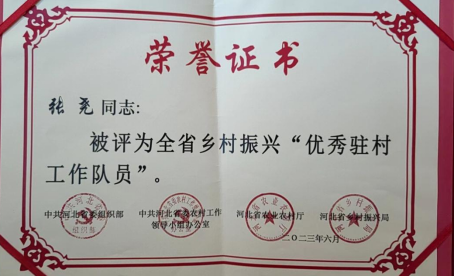 荣誉证书
张尧同志:
被评为全省乡村振兴“优秀驻村
工作队员”。
中共河北省委组织部 中共河北省委农村工作 河北省农业农村厅 河北省乡村振兴局
领导小组办公室
二〇二三年六月